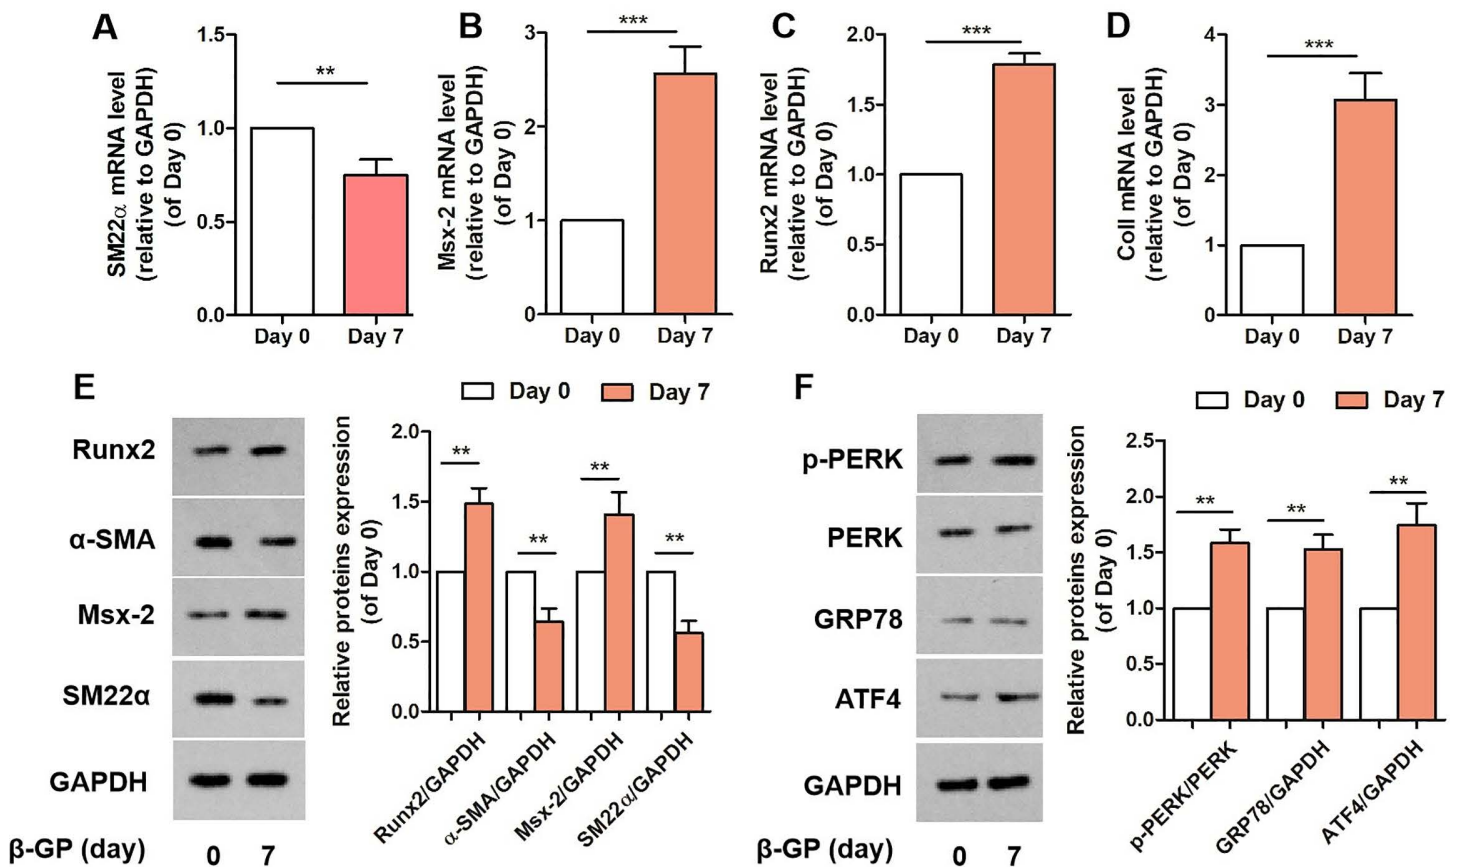 A
SM22α mRNA level
(relative to GAPDH)
(of Day 0)
1.5
1.0
0.5
0.0
**
Day 0
Day 7
B
Msx-2 mRNA level
(relative to GAPDH)
(of Day 0)
3
2
1
0
***
Day 0
Day 7
C
Runx2 mRNA level
(relative to GAPDH)
(of Day 0)
2.0
1.5
1.0
0.5
0.0
***
Day 0
Day 7
D
ColI mRNA level
(relative to GAPDH)
(of Day 0)
4
3
2
1
0
***
Day 0
Day 7
E
Runx2
α-SMA
Msx-2
SM22α
GAPDH
β-GP (day)
0
7
Day 0
Day 7
Relative proteins expression
(of Day 0)
2.0
1.5
1.0
0.5
0.0
**
**
**
**
Runx2/GAPDH
α-SMA/GAPDH
Msx-2/GAPDH
SM22α/GAPDH
F
p-PERK
PERK
GRP78
ATF4
GAPDH
β-GP (day)
0
7
Day 0
Day 7
Relative proteins expression
(of Day 0)
2.5
2.0
1.5
1.0
0.5
0.0
**
**
**
p-PERK/PERK
GRP78/GAPDH
ATF4/GAPDH